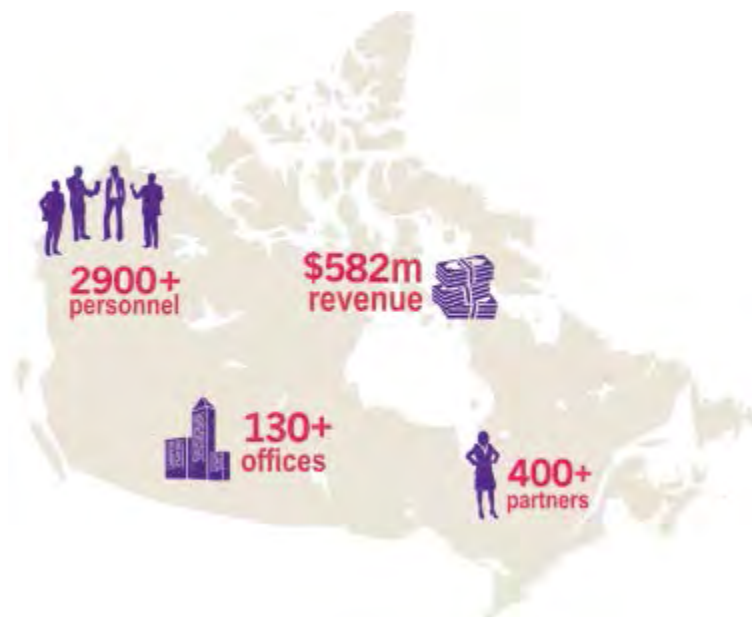 2900+
personnel
$582m
revenue
130+
offices
400+
partners